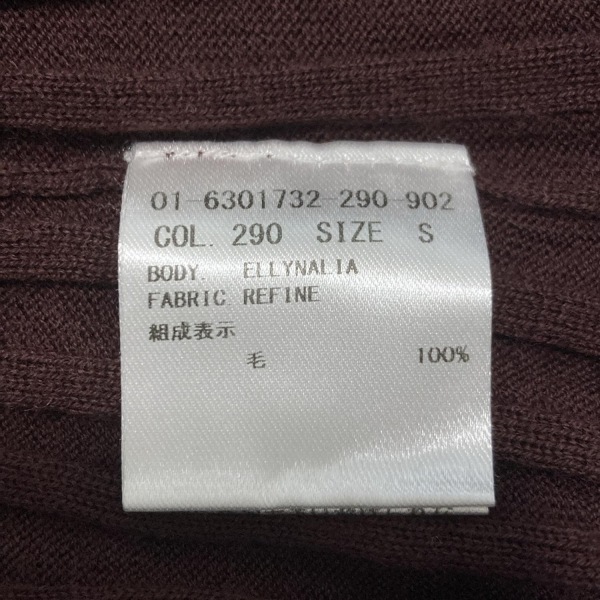 01-6301732-290-902
COL. 290 SIZE S
BODY. ELLYNALIA
FABRIC REFINE
組成表示
毛 100%